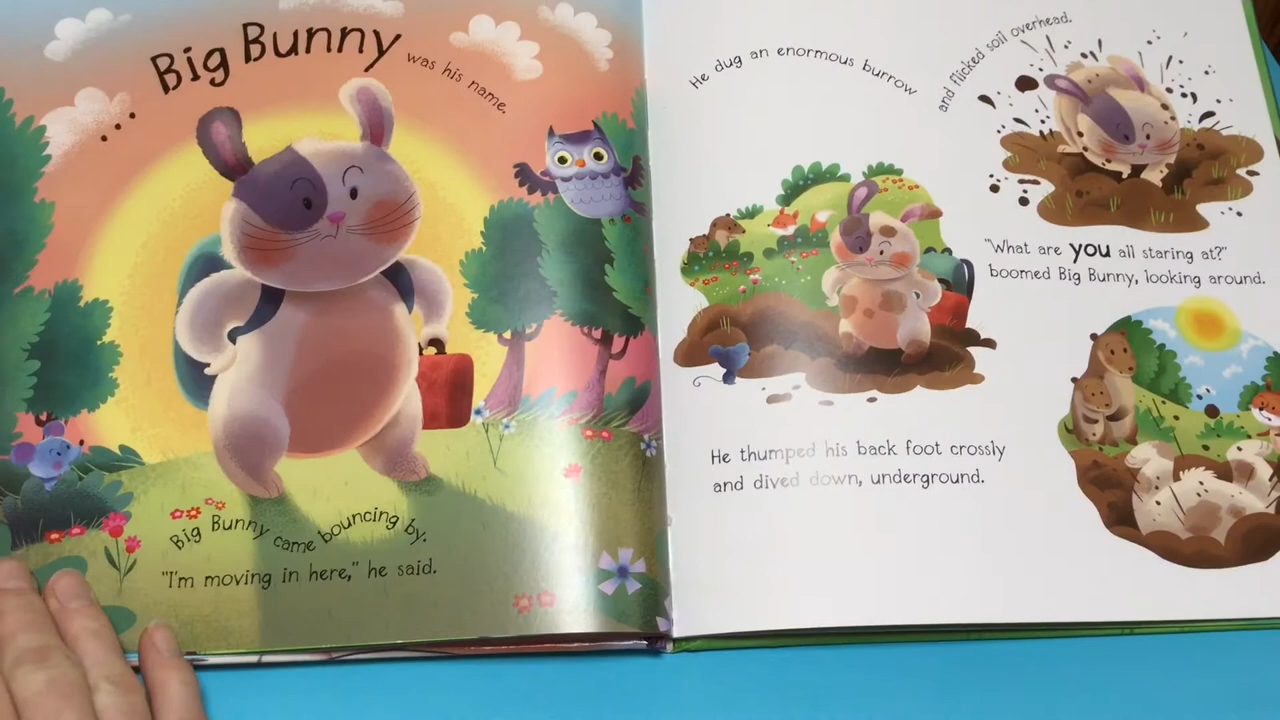 ...
Big Bunny was his name.
Big Bunny came bouncing by.
"I'm moving in here," he said.
He dug an enormous burrow
and flicked soil overhead.
"What are you all staring at?"
boomed Big Bunny, looking around.
He thumped his back foot crossly
and dived down, underground.